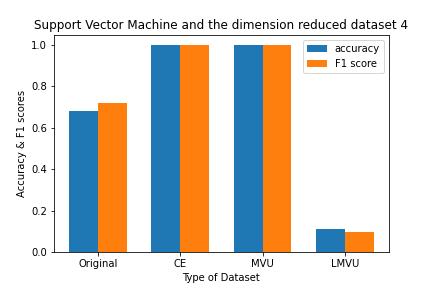 Support Vector Machine and the dimension reduced dataset 4
accuracy
F1 score
Accuracy & F1 scores
1.0
0.8
0.6
0.4
0.2
0.0
Original
CE
MVU
LMVU
Type of Dataset